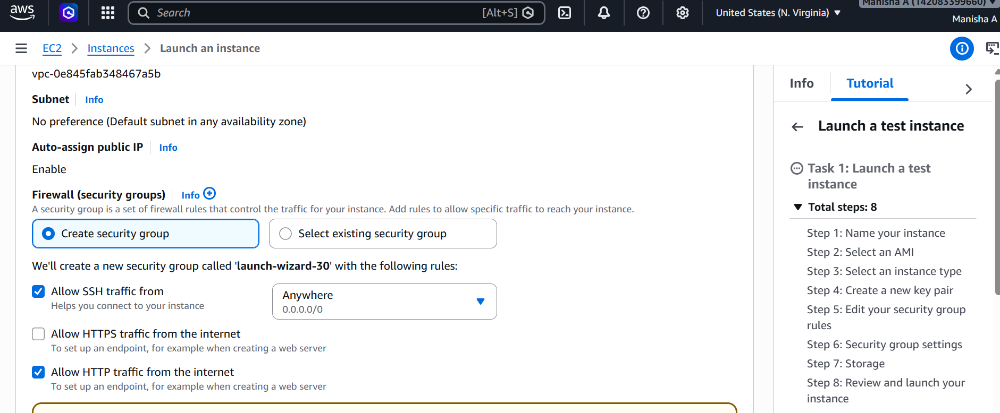 aws
Search
[Alt+S]
United States (N. Virginia)
Manisha A (142083399660)
Manisha A
EC2
Instances
Launch an instance
vpc-0e845fab348467a5b
Subnet
Info
No preference (Default subnet in any availability zone)
Auto-assign public IP
Info
Enable
Firewall (security groups)
Info
A security group is a set of firewall rules that control the traffic for your instance. Add rules to allow specific traffic to reach your instance.
Create security group
Select existing security group
We'll create a new security group called 'launch-wizard-30' with the following rules:
Allow SSH traffic from
Helps you connect to your instance
Anywhere
0.0.0.0/0
Allow HTTPS traffic from the internet
To set up an endpoint, for example when creating a web server
Allow HTTP traffic from the internet
To set up an endpoint, for example when creating a web server
Info
Tutorial
Launch a test instance
Task 1: Launch a test
instance
Total steps: 8
Step 1: Name your instance
Step 2: Select an AMI
Step 3: Select an instance type
Step 4: Create a new key pair
Step 5: Edit your security group
rules
Step 6: Security group settings
Step 7: Storage
Step 8: Review and launch your
instance